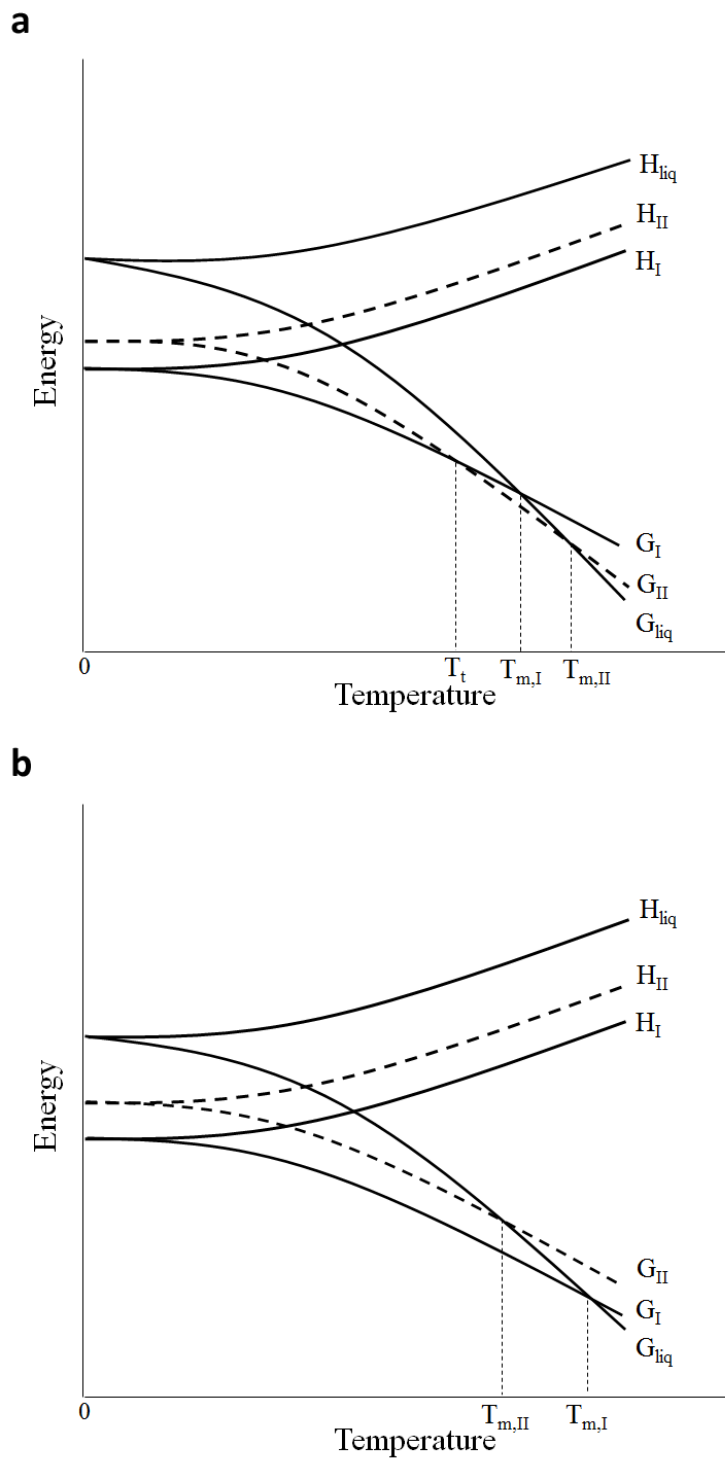 a
Energy
H_liq
H_II
H_I
G_I
G_II
G_liq
0
T_t
T_m,I
T_m,II
Temperature
b
Energy
H_liq
H_II
H_I
G_II
G_I
G_liq
0
T_m,II
T_m,I
Temperature